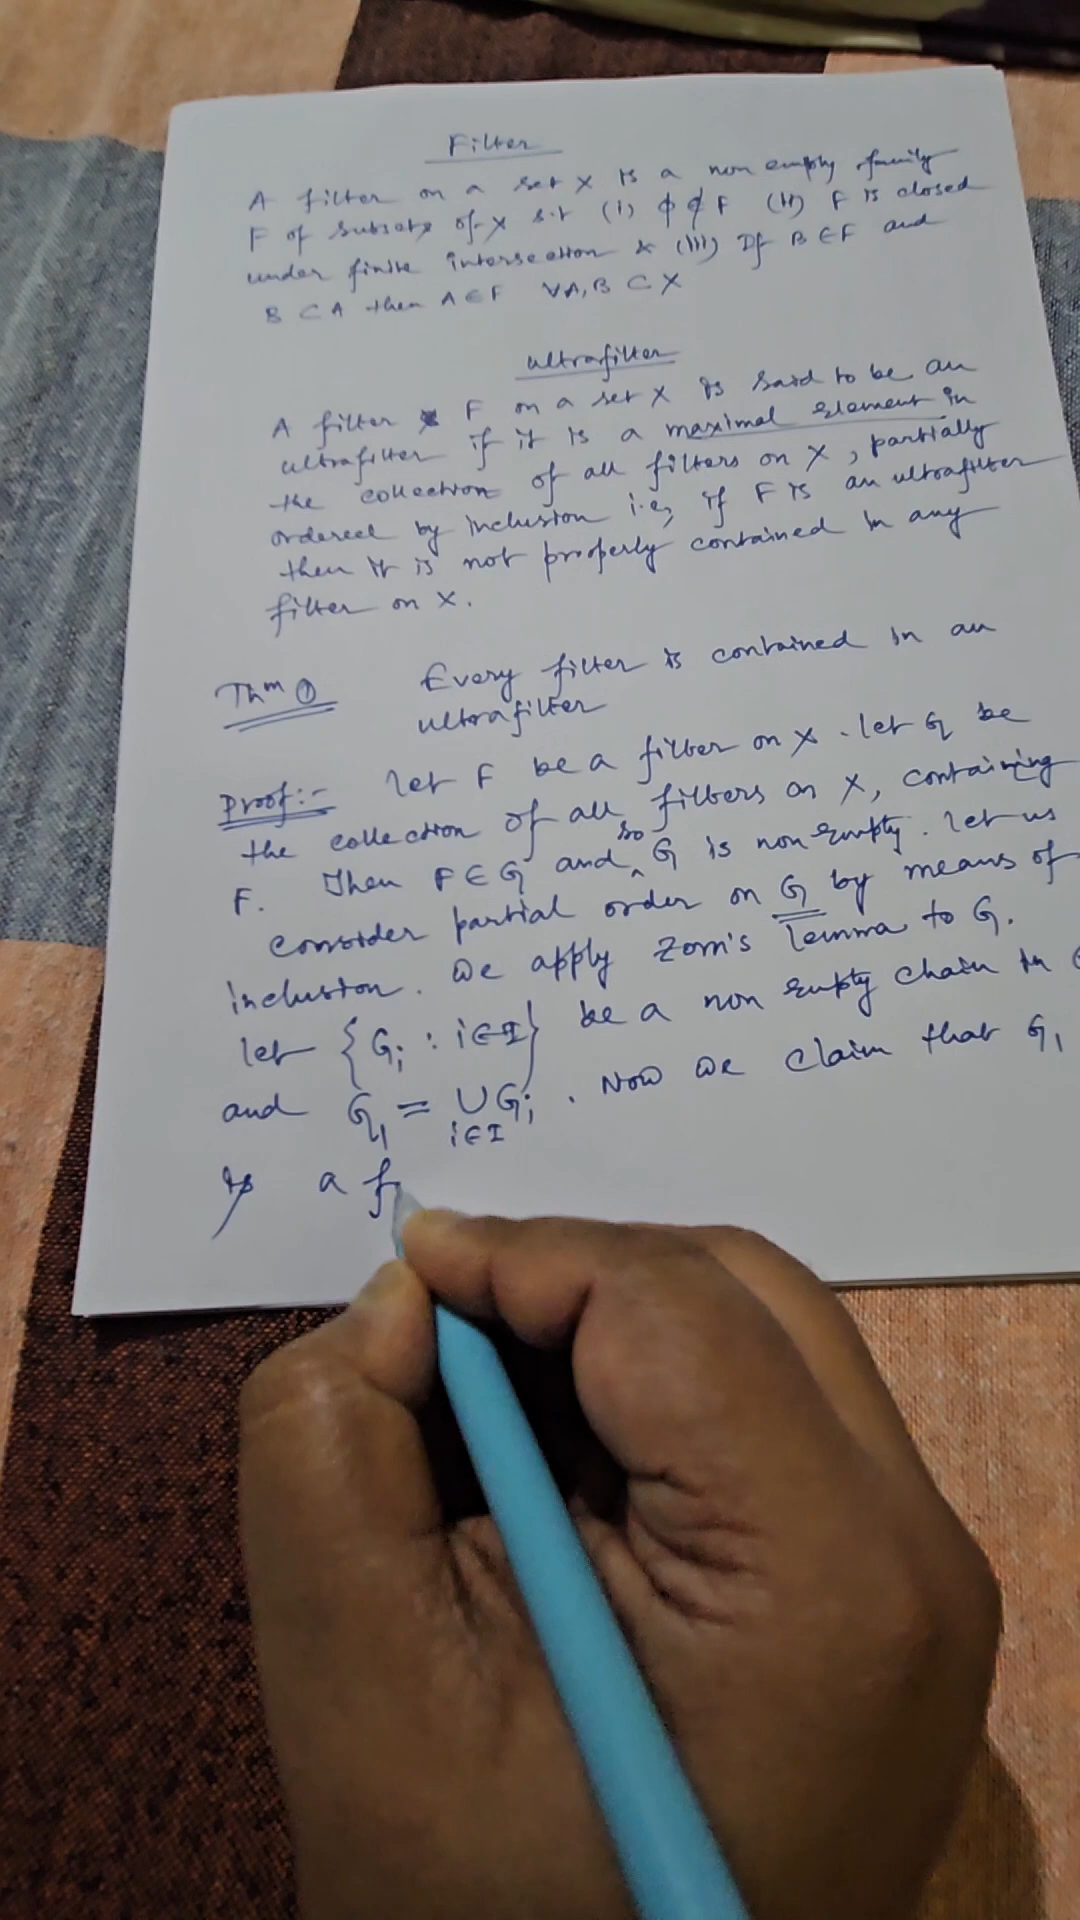 Filter
A filter on a set X is a non empty family
F of subsets of X s.t (i) ϕ ∉ F (ii) F is closed
under finite intersection & (iii) If B ∈ F and
B ⊂ A then A ∈ F ∀ A, B ⊂ X
Ultrafilter
A filter F on a set X is said to be an
ultrafilter if it is a maximal element in
the collection of all filters on X, partially
ordered by inclusion i.e, if F is an ultrafilter
then it is not properly contained in any
filter on X.
Thm ① Every filter is contained in an
ultrafilter
Proof:- Let F be a filter on X. let G be
the collection of all filters on X, containing
F. Then F ∈ G and so G is non empty. Let us
consider partial order on G by means of
inclusion. We apply Zorn's Lemma to G.
let {Gi : i ∈ I} be a non empty chain in G
and G1 = ∪ Gi . Now we claim that G1
i ∈ I
is a f